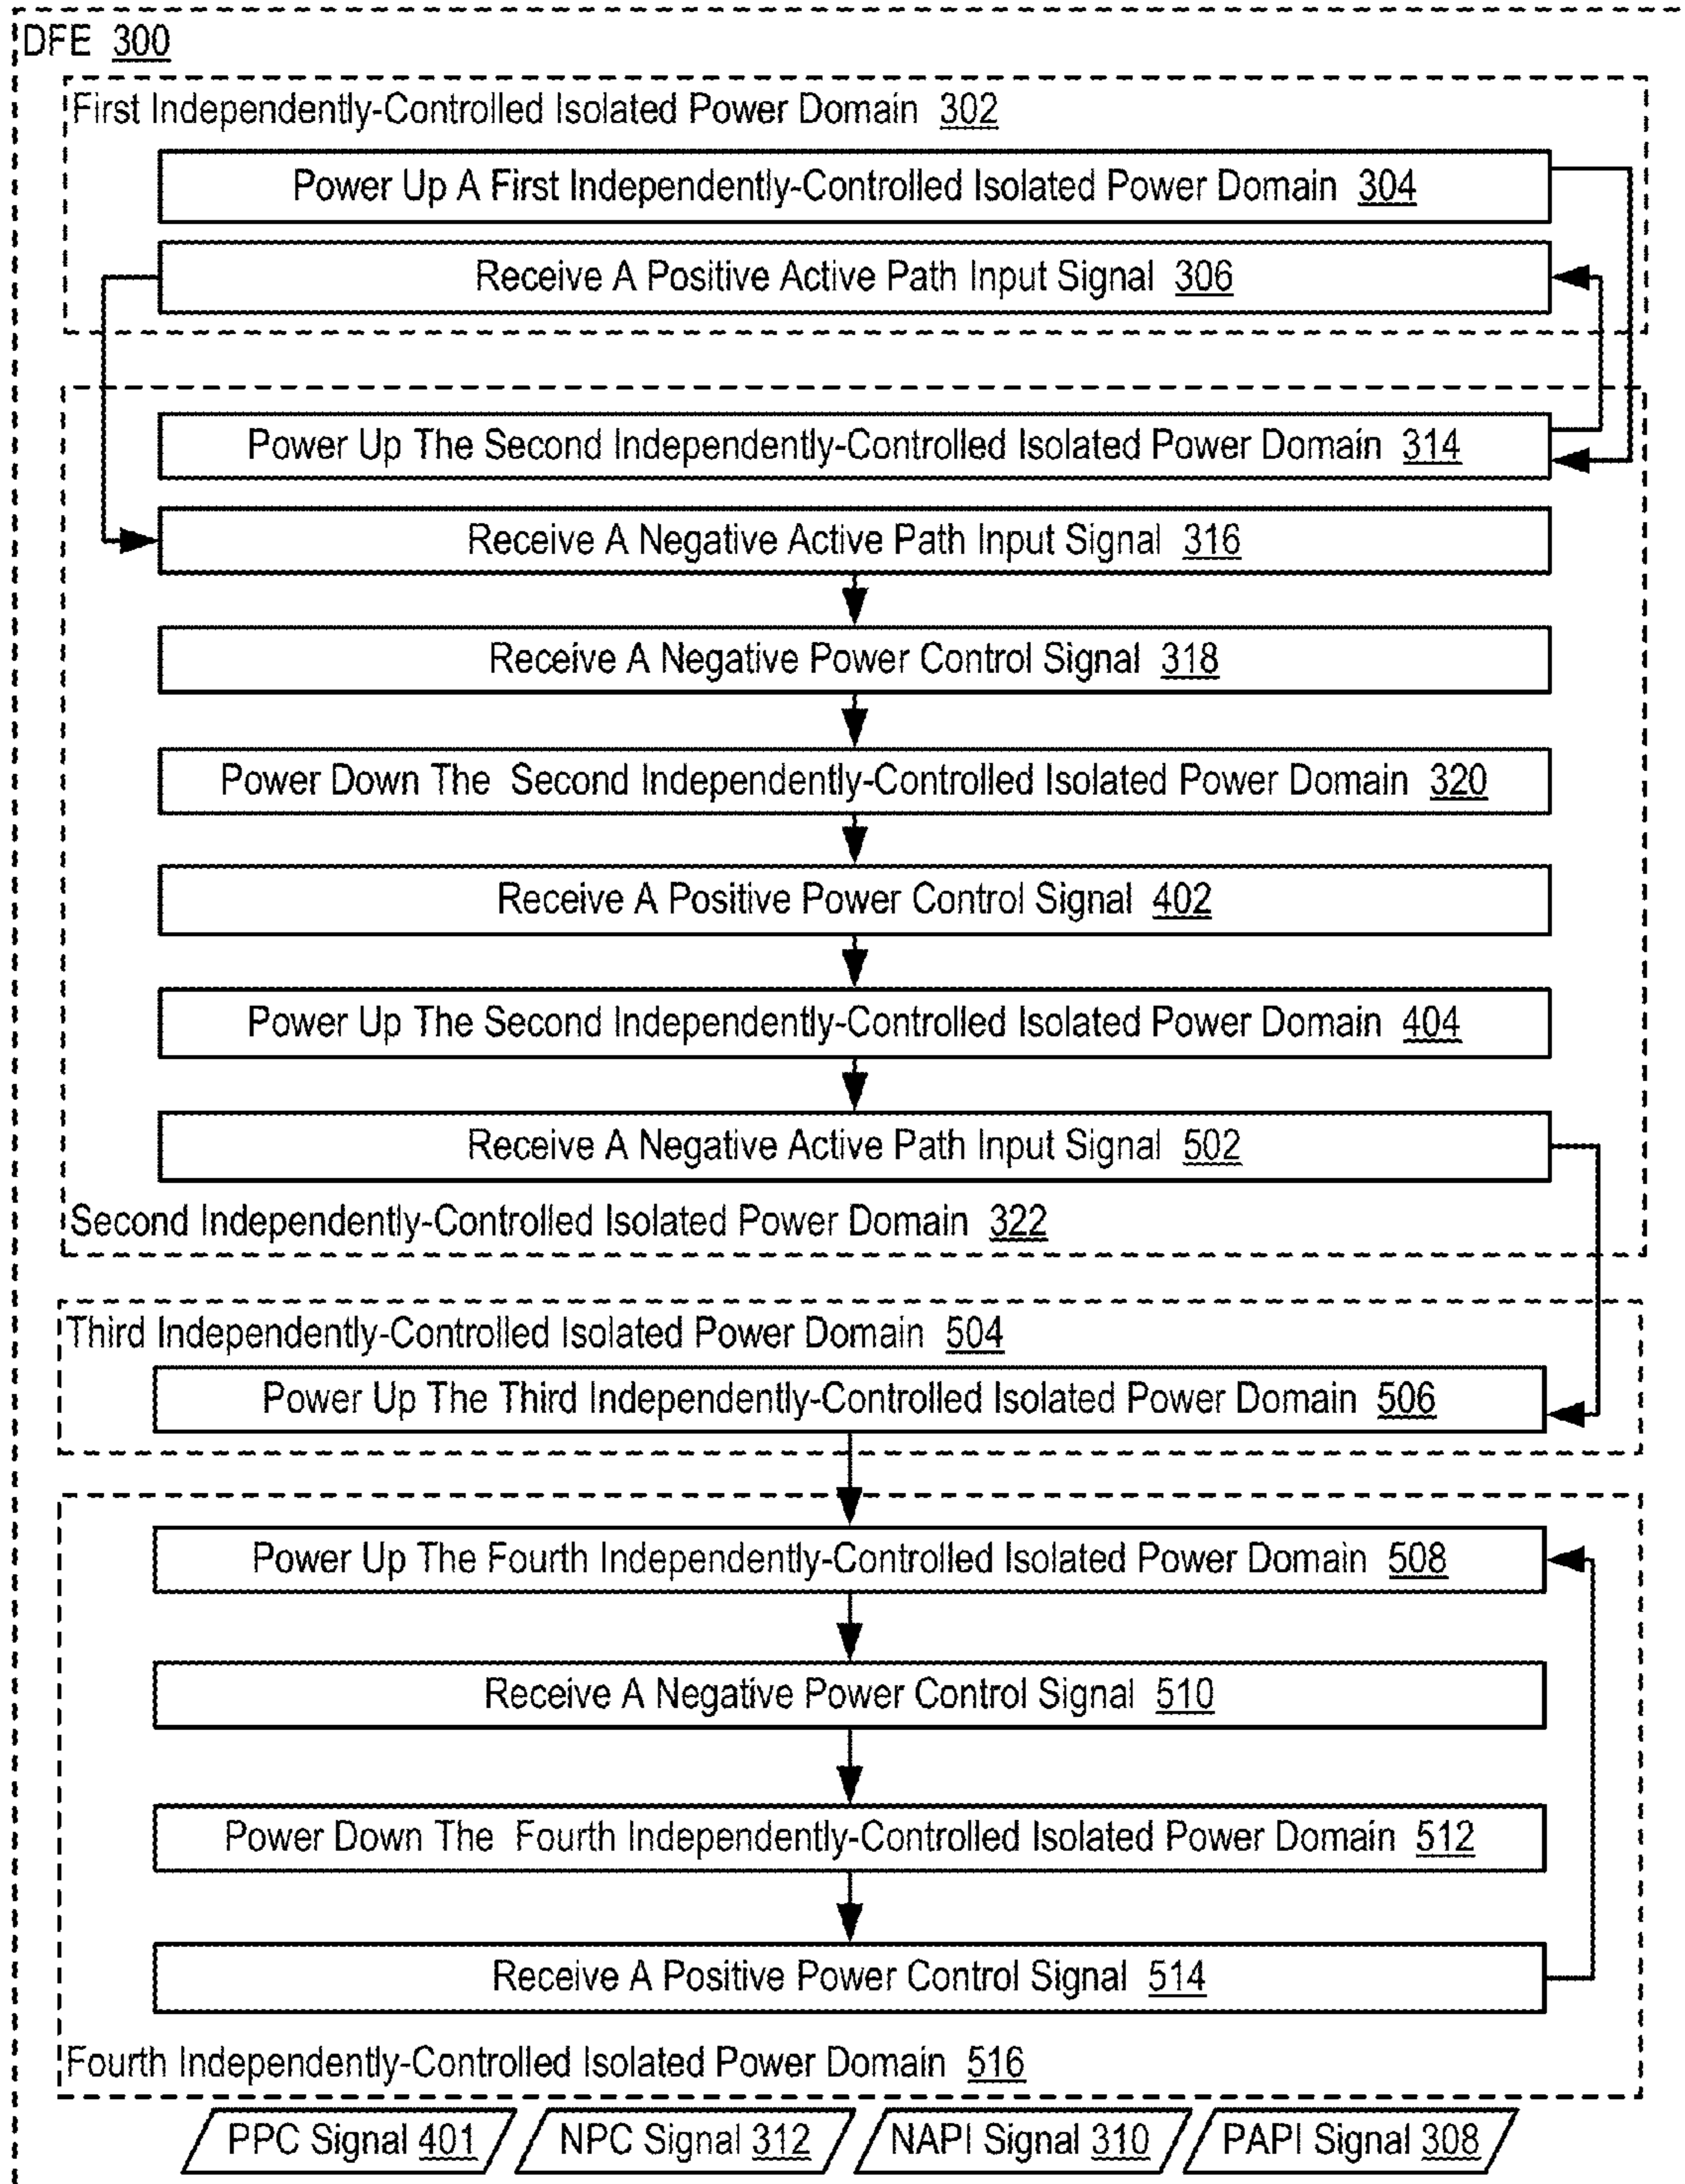 DFE 300
First Independently-Controlled Isolated Power Domain 302
Power Up A First Independently-Controlled Isolated Power Domain 304
Receive A Positive Active Path Input Signal 306
Power Up The Second Independently-Controlled Isolated Power Domain 314
Receive A Negative Active Path Input Signal 316
Receive A Negative Power Control Signal 318
Power Down The Second Independently-Controlled Isolated Power Domain 320
Receive A Positive Power Control Signal 402
Power Up The Second Independently-Controlled Isolated Power Domain 404
Receive A Negative Active Path Input Signal 502
Second Independently-Controlled Isolated Power Domain 322
Third Independently-Controlled Isolated Power Domain 504
Power Up The Third Independently-Controlled Isolated Power Domain 506
Power Up The Fourth Independently-Controlled Isolated Power Domain 508
Receive A Negative Power Control Signal 510
Power Down The Fourth Independently-Controlled Isolated Power Domain 512
Receive A Positive Power Control Signal 514
Fourth Independently-Controlled Isolated Power Domain 516
PPC Signal 401 NPC Signal 312 NAPI Signal 310 PAPI Signal 308